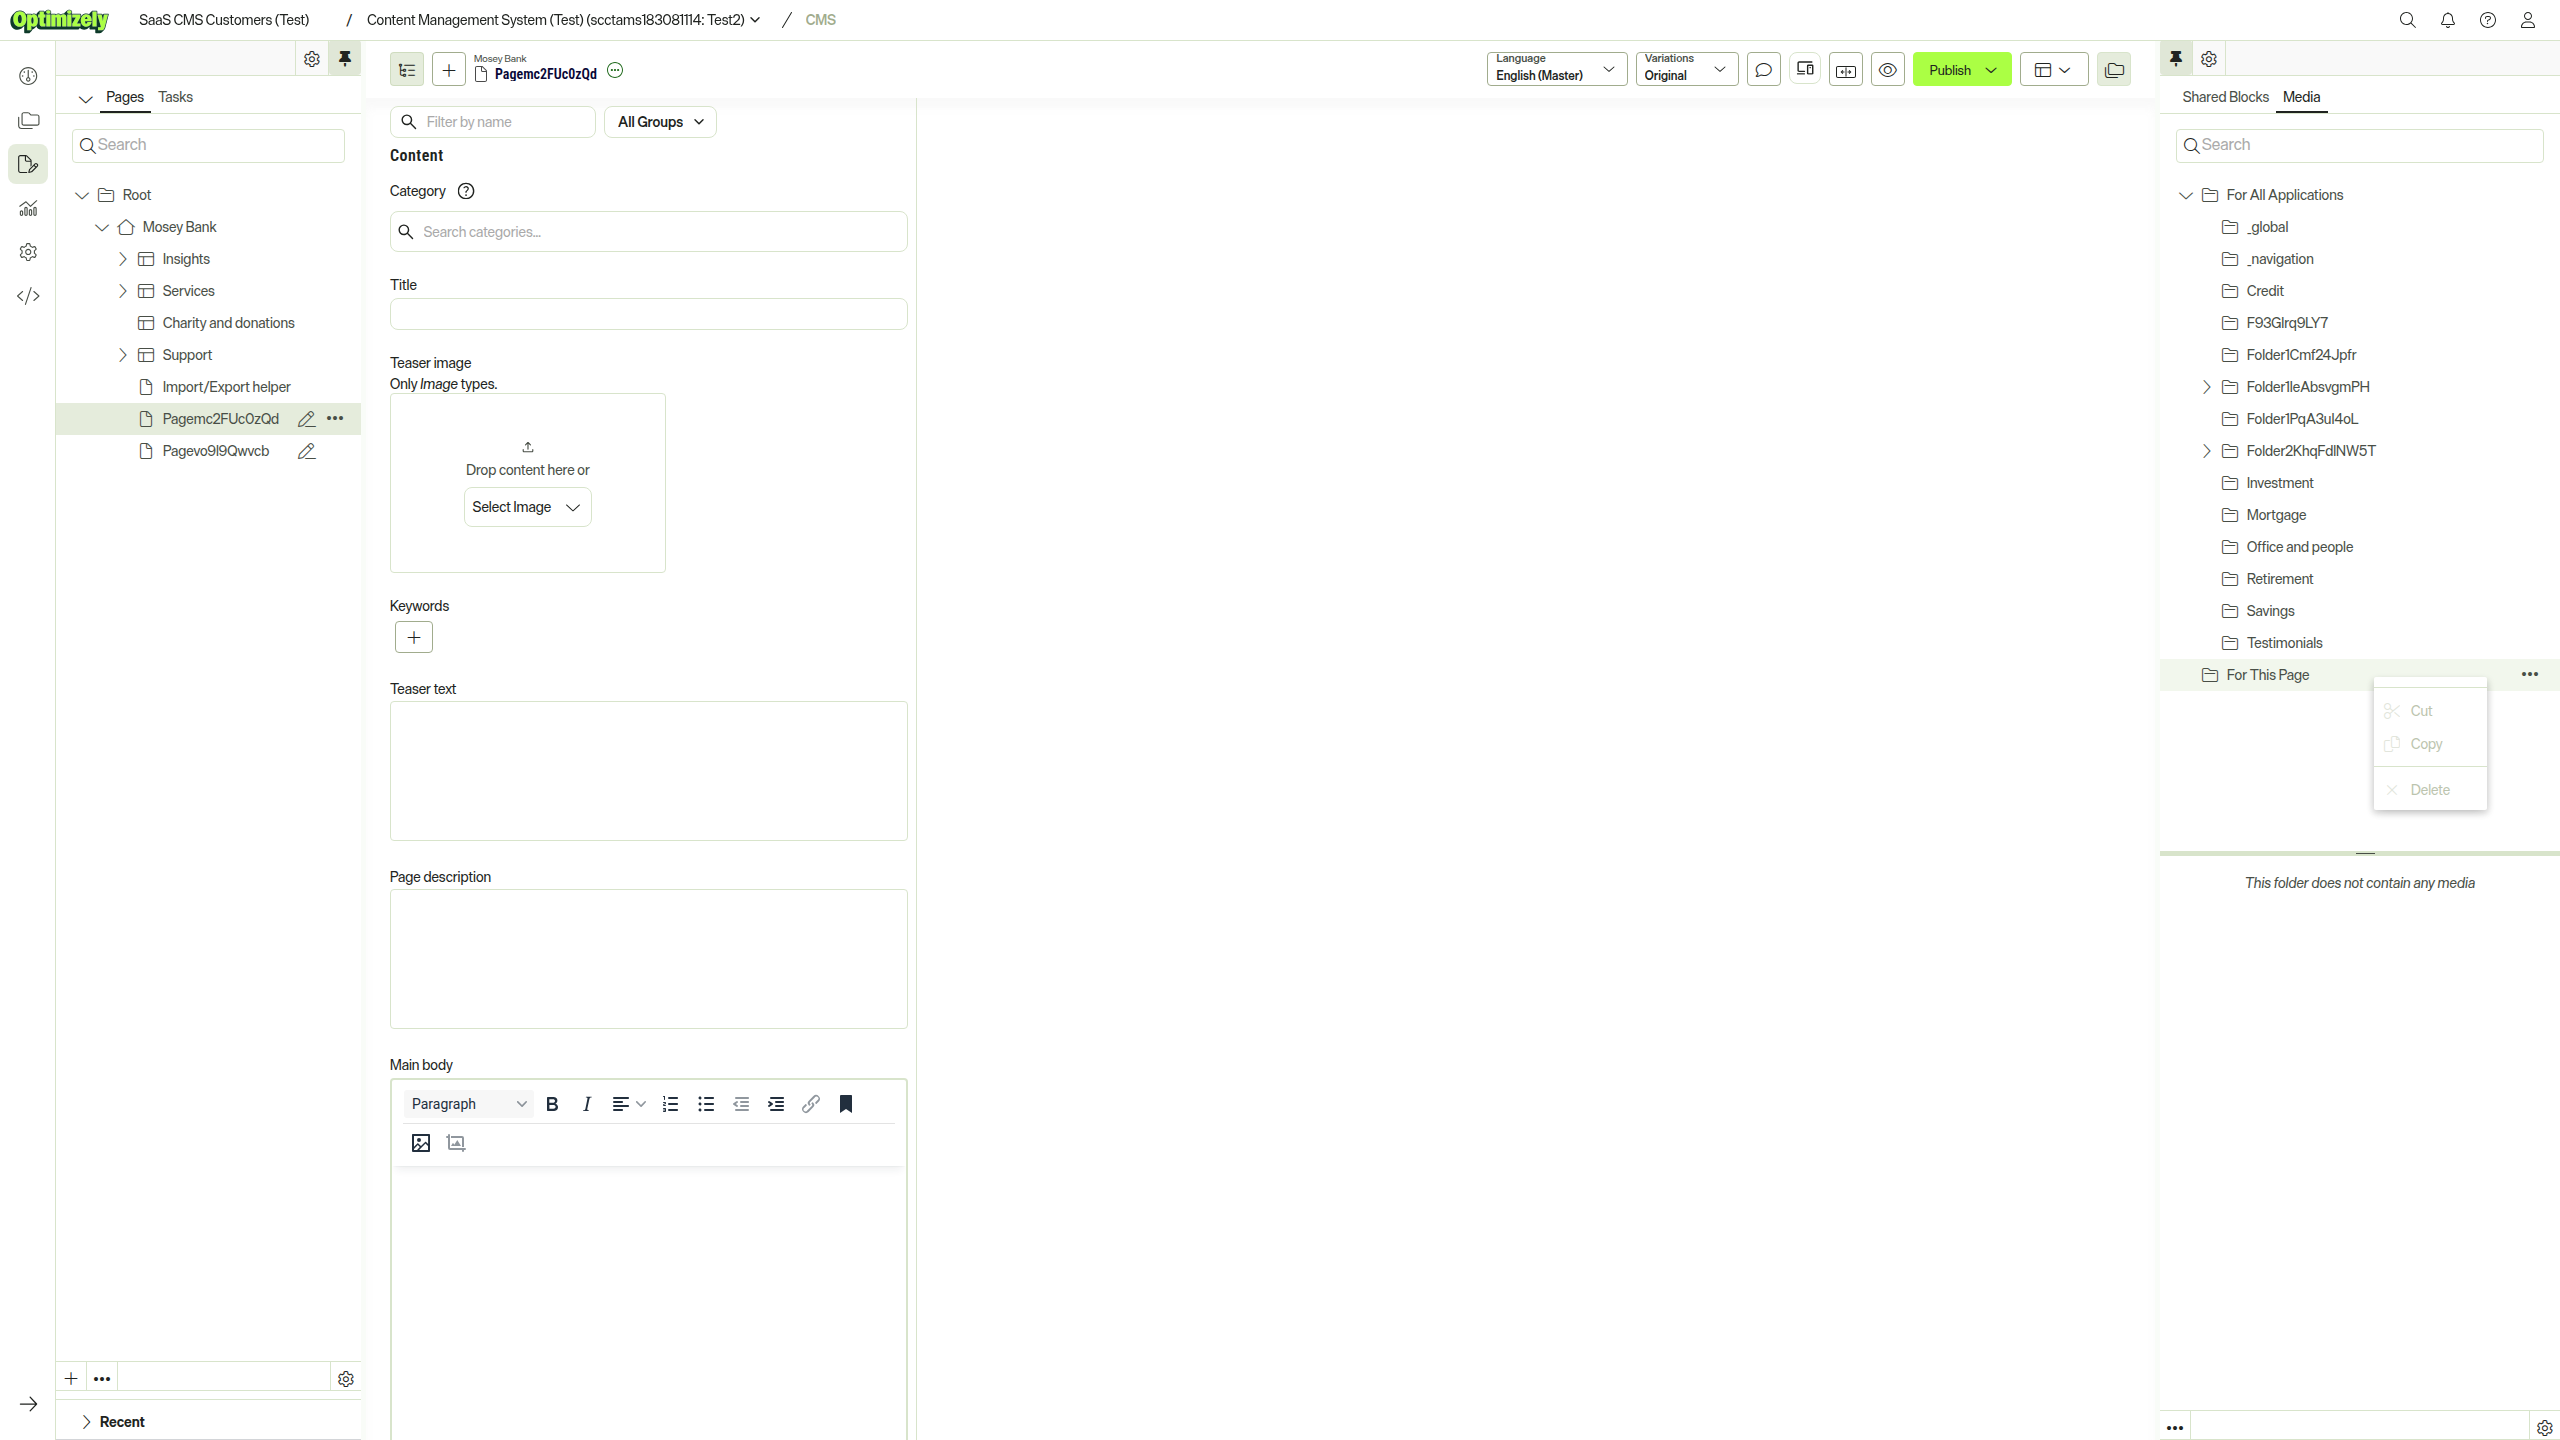 Optimizely
SaaS CMS Customers (Test) / Content Management System (Test) (scctams183081114: Test2) / CMS
Pages Tasks
Search
Root
Mosey Bank
Insights
Services
Charity and donations
Support
Import/Export helper
Pagemc2FUc0zQd
Pagevo9I9Qwvcb
Recent
Mosey Bank
Pagemc2FUc0zQd
Language
English (Master)
Variations
Original
Publish
Filter by name
All Groups
Content
Category
Search categories...
Title
Teaser image
Only Image types.
Drop content here or
Select Image
Keywords
Teaser text
Page description
Main body
Paragraph
Shared Blocks Media
Search
For All Applications
_global
_navigation
Credit
F93GIrq9LY7
Folder1Cmf24Jpfr
Folder1IeAbsvgmPH
Folder1PqA3ul4oL
Folder2KhqFdINW5T
Investment
Mortgage
Office and people
Retirement
Savings
Testimonials
For This Page
Cut
Copy
Delete
This folder does not contain any media